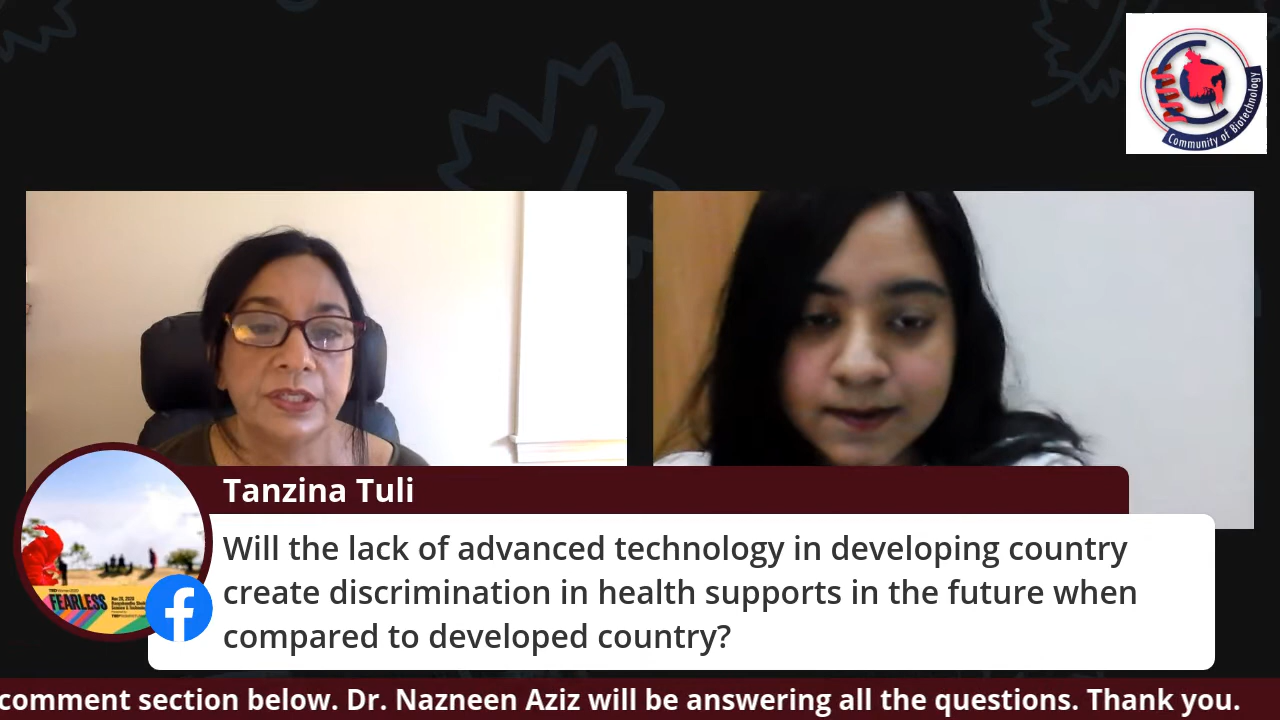 Community of Biotechnology
Tanzina Tuli
Will the lack of advanced technology in developing country
create discrimination in health supports in the future when
compared to developed country?
FEARLESS
comment section below. Dr. Nazneen Aziz will be answering all the questions. Thank you.